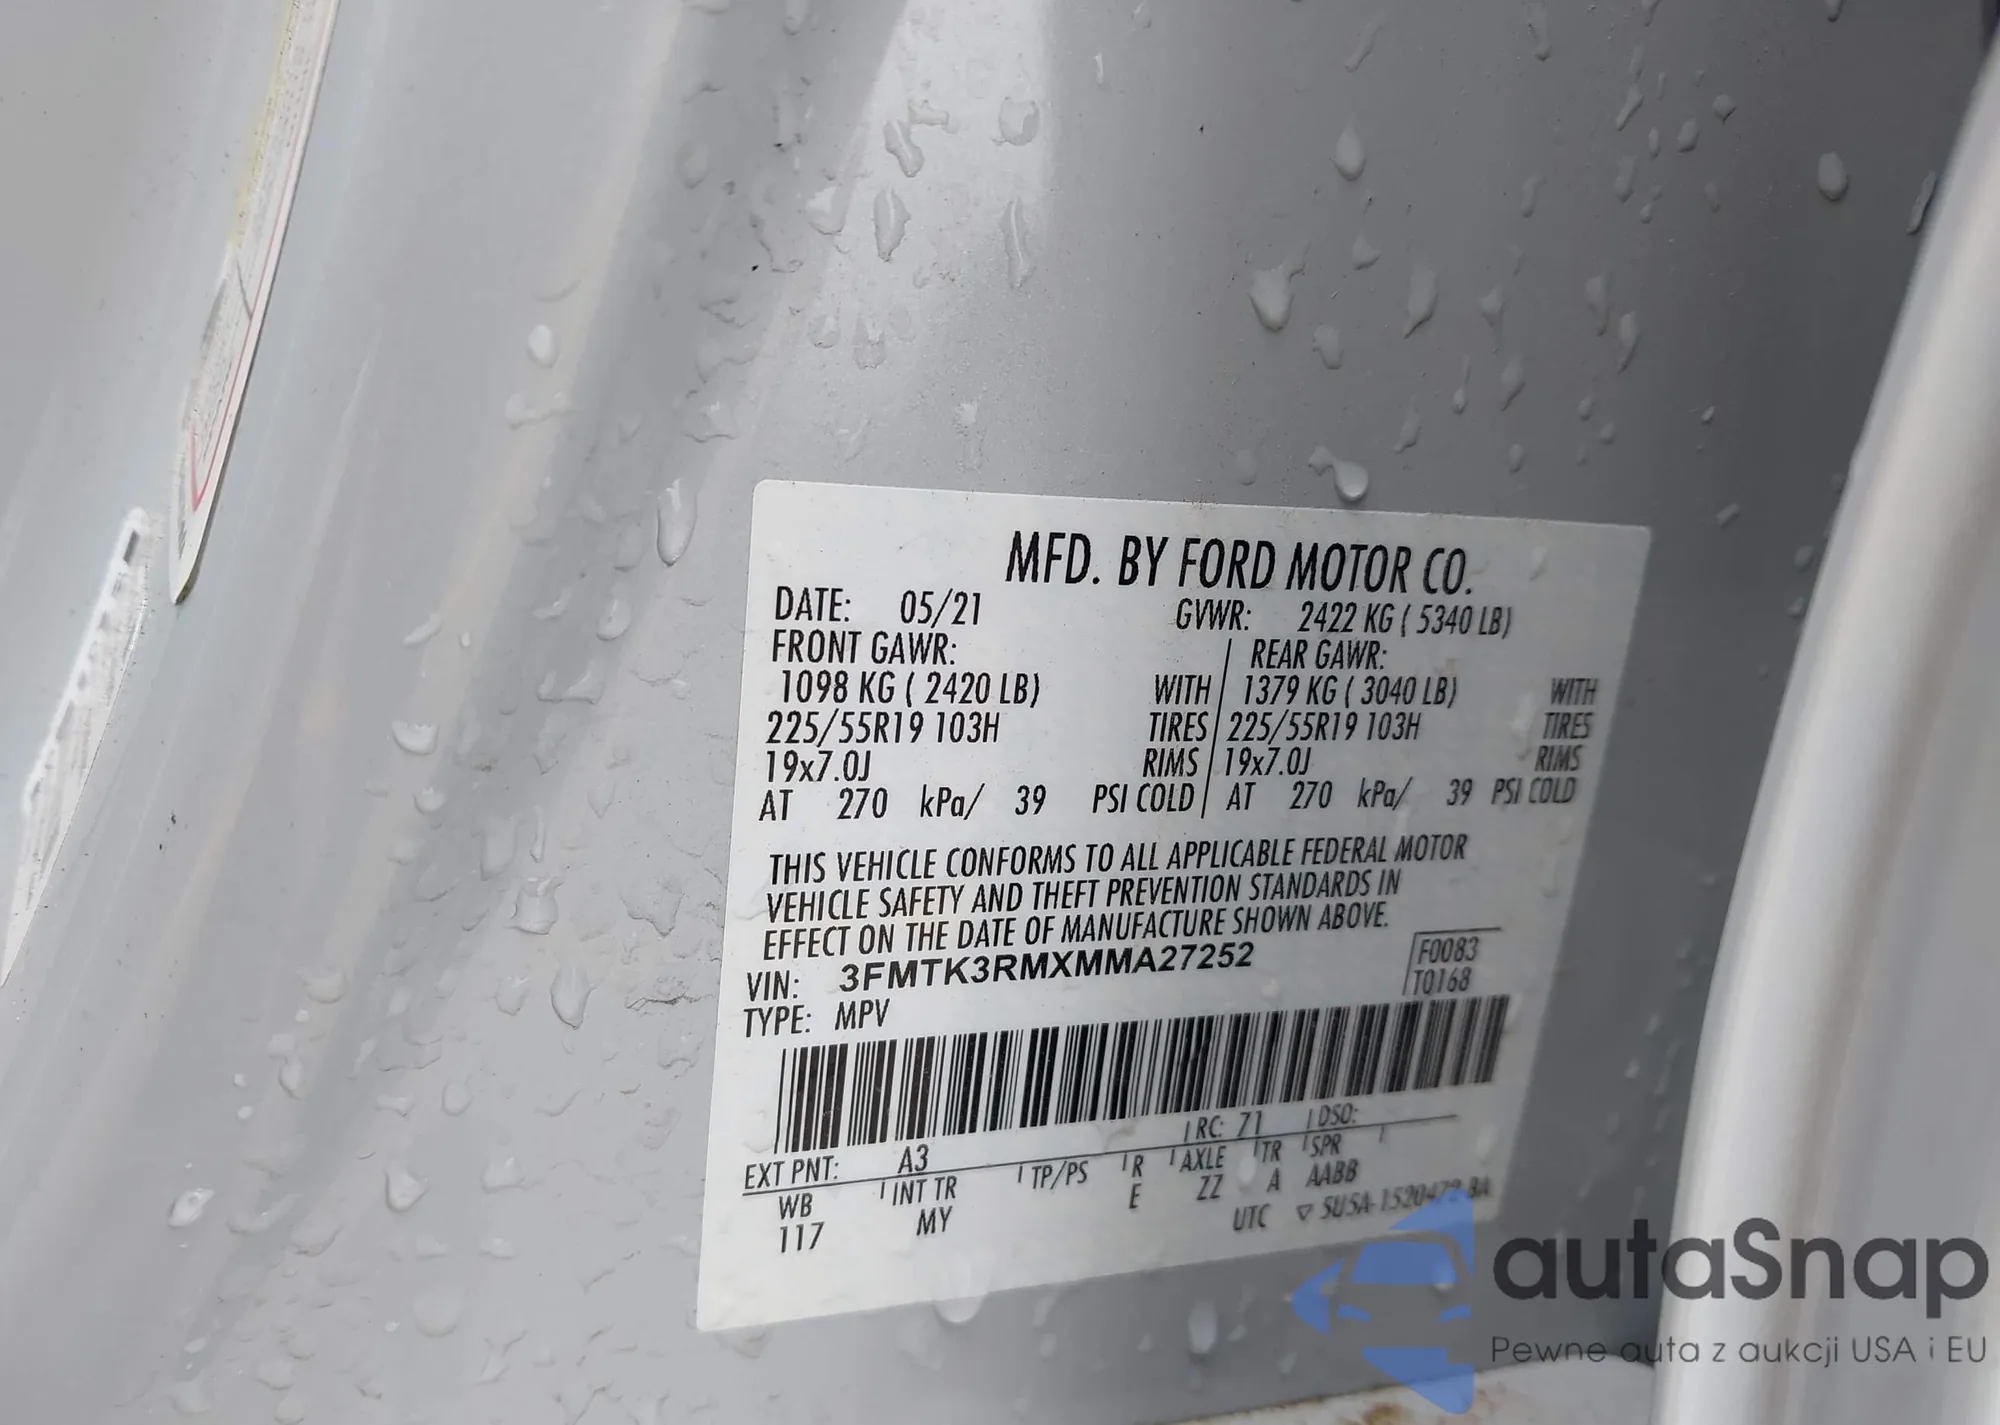 MFD. BY FORD MOTOR CO.
DATE: 05/21 GVWR: 2422 KG ( 5340 LB)
FRONT GAWR: REAR GAWR:
1098 KG ( 2420 LB) WITH 1379 KG ( 3040 LB) WITH
225/55R19 103H TIRES 225/55R19 103H TIRES
19x7.0J RIMS 19x7.0J RIMS
AT 270 kPa/ 39 PSI COLD AT 270 kPa/ 39 PSI COLD
THIS VEHICLE CONFORMS TO ALL APPLICABLE FEDERAL MOTOR
VEHICLE SAFETY AND THEFT PREVENTION STANDARDS IN
EFFECT ON THE DATE OF MANUFACTURE SHOWN ABOVE.
VIN: 3FMTK3RMXMMA27252 F0083
TYPE: MPV T0168
EXT PNT: A3 RC: 71 DSO:
WB INT TR TP/PS R AXLE TR SPR
117 MY E ZZ A AABB
UTC
autaSnap
Pewne auta z aukcji USA i EU